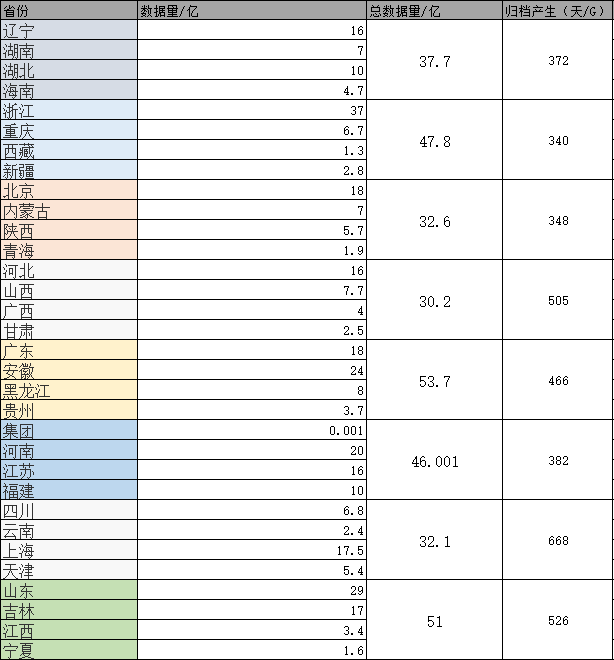 省份 数据量/亿 总数据量/亿 归档产生（天/G）
辽宁 16 37.7 372
湖南 7
湖北 10
海南 4.7
浙江 37 47.8 340
重庆 6.7
西藏 1.3
新疆 2.8
北京 18 32.6 348
内蒙古 7
陕西 5.7
青海 1.9
河北 16 30.2 505
山西 7.7
广西 4
甘肃 2.5
广东 18 53.7 466
安徽 24
黑龙江 8
贵州 3.7
集团 0.001 46.001 382
河南 20
江苏 16
福建 10
四川 6.8 32.1 668
云南 2.4
上海 17.5
天津 5.4
山东 29 51 526
吉林 17
江西 3.4
宁夏 1.6